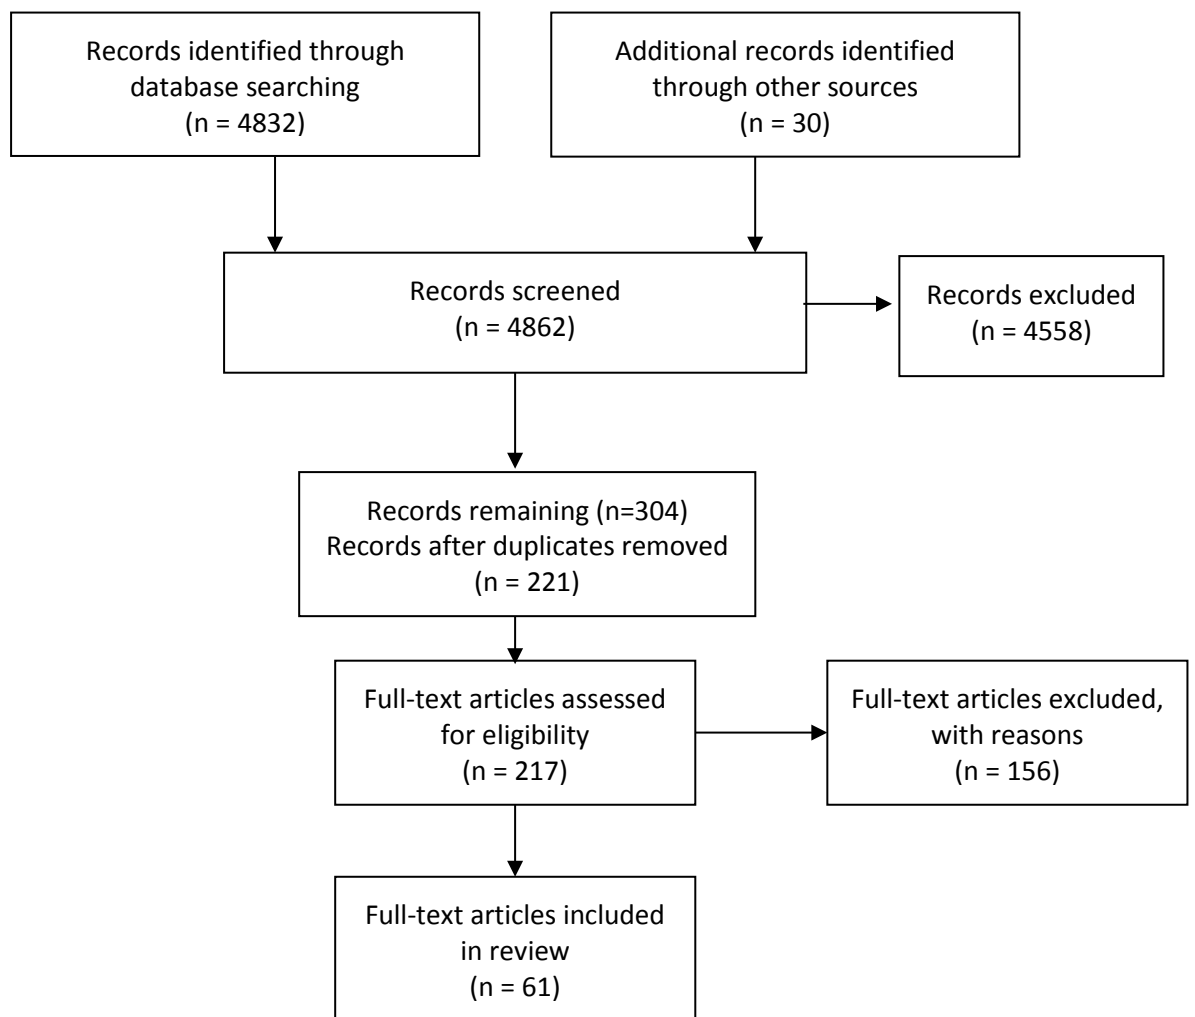 Records identified through
database searching
(n = 4832)
Additional records identified
through other sources
(n = 30)
Records screened
(n = 4862)
Records excluded
(n = 4558)
Records remaining (n=304)
Records after duplicates removed
(n = 221)
Full-text articles assessed
for eligibility
(n = 217)
Full-text articles excluded,
with reasons
(n = 156)
Full-text articles included
in review
(n = 61)